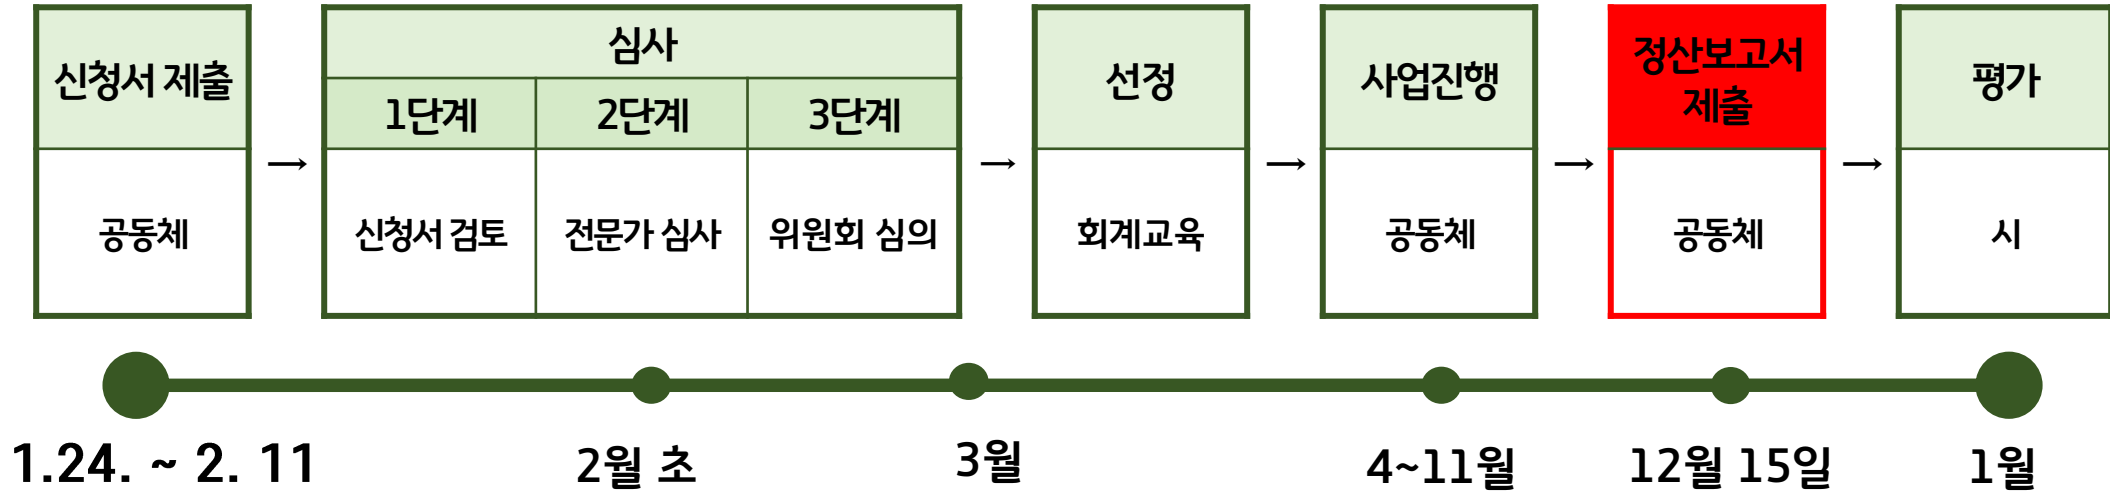 신청서 제출
심사
1단계
2단계
3단계
선정
사업진행
정산보고서
제출
평가
공동체
→
신청서 검토
전문가 심사
위원회 심의
→
회계교육
→
공동체
→
공동체
→
시
1.24. ~ 2. 11
2월 초
3월
4~11월
12월 15일
1월